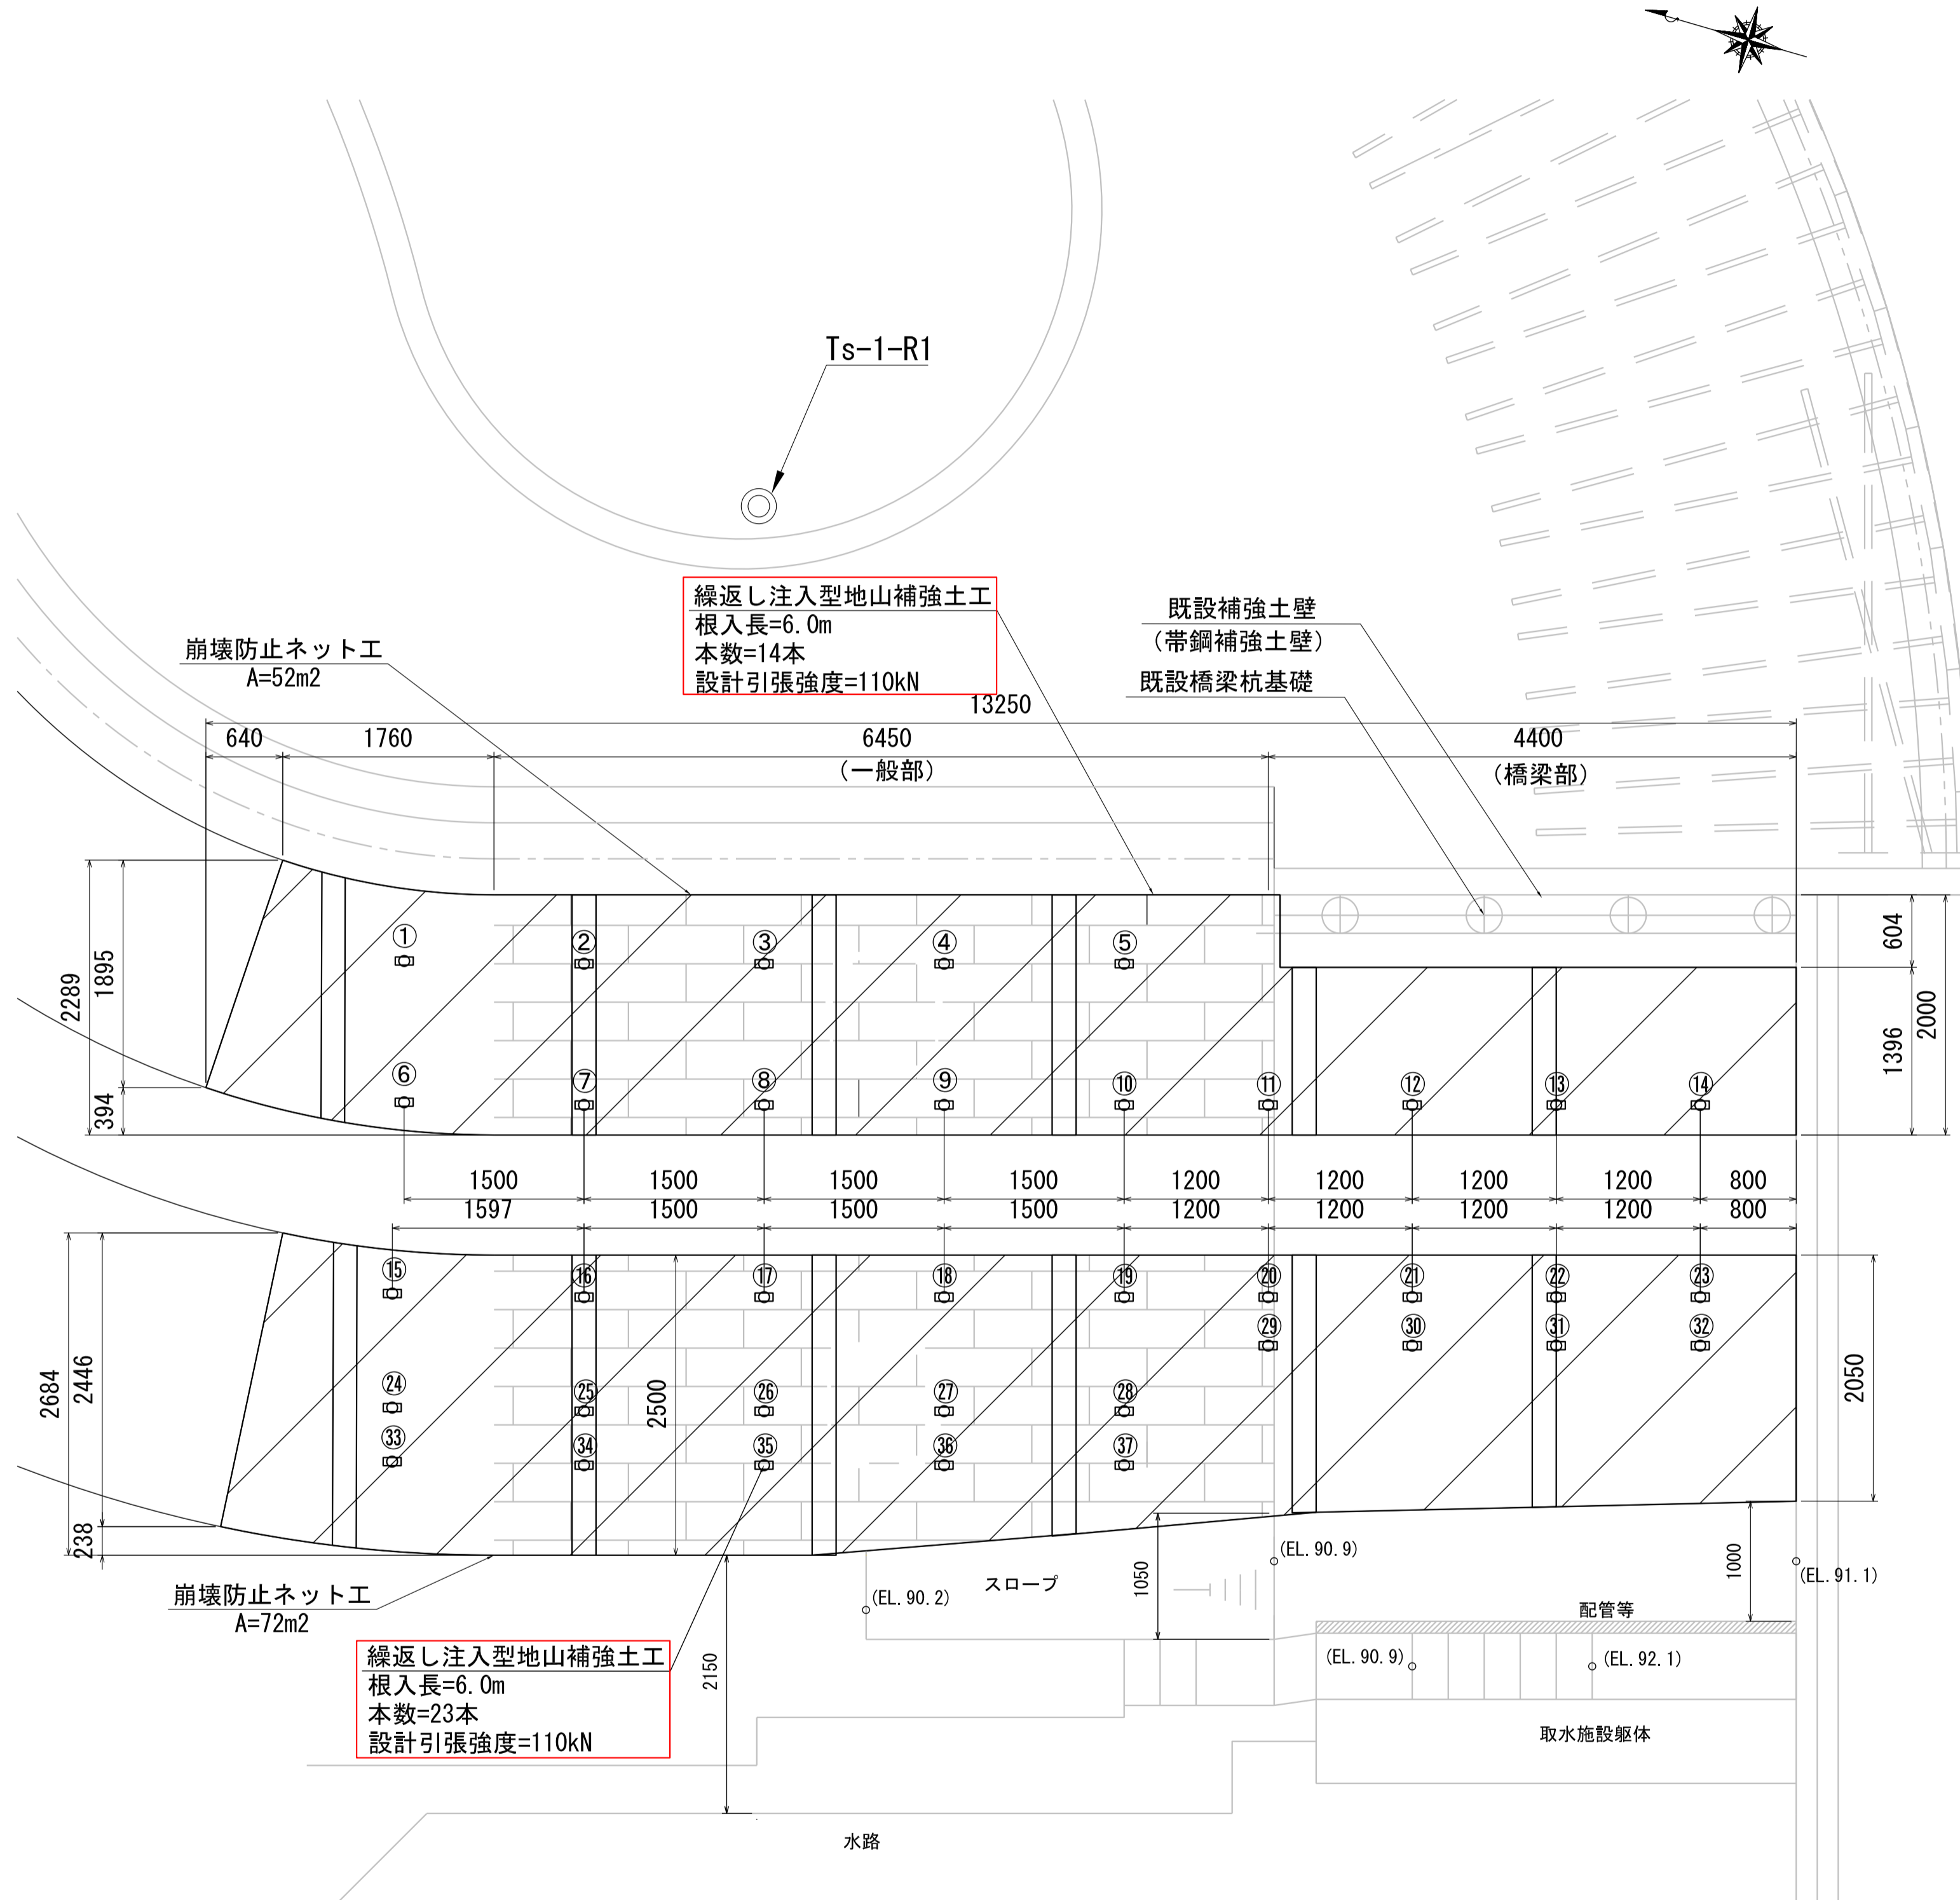 Ts-1-R1
繰返し注入型地山補強土工
根入長=6.0m
本数=14本
設計引張強度=110kN
既設補強土壁
(帯鋼補強土壁)
既設橋梁杭基礎
崩壊防止ネット工
A=52m2
13250
640
1760
6450
4400
(一般部)
(橋梁部)
2289
1895
394
604
1396
2000
①
②
③
④
⑤
⑥
⑦
⑧
⑨
⑩
⑪
⑫
⑬
⑭
1500
1500
1500
1500
1200
1200
1200
1200
800
1597
1500
1500
1500
1200
1200
1200
1200
800
2684
2446
238
2500
2050
⑮
⑯
⑰
⑱
⑲
⑳
㉑
㉒
㉓
㉙
㉚
㉛
㉜
㉔
㉕
㉖
㉗
㉘
㉝
㉞
㉟
㊱
㊲
1050
1000
2150
(EL.90.9)
(EL.91.1)
スロープ
(EL.90.2)
配管等
崩壊防止ネット工
A=72m2
繰返し注入型地山補強土工
根入長=6.0m
本数=23本
設計引張強度=110kN
(EL.90.9)
(EL.92.1)
取水施設躯体
水路